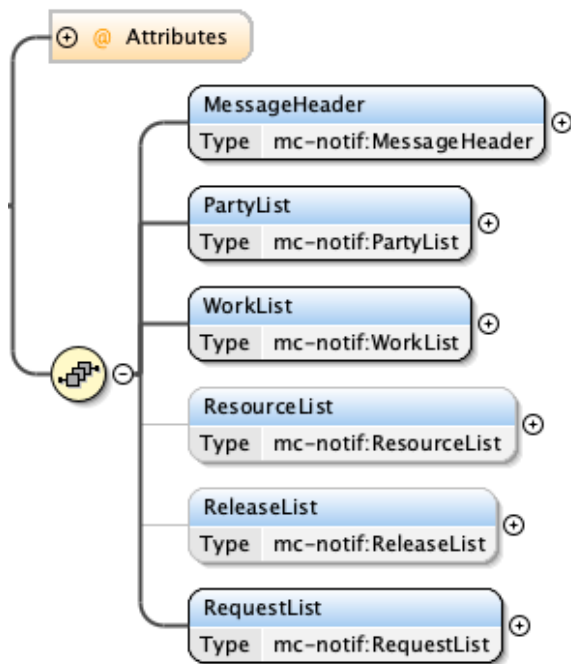 @ Attributes
MessageHeader
Type mc-notif:MessageHeader
PartyList
Type mc-notif:PartyList
WorkList
Type mc-notif:WorkList
ResourceList
Type mc-notif:ResourceList
ReleaseList
Type mc-notif:ReleaseList
RequestList
Type mc-notif:RequestList